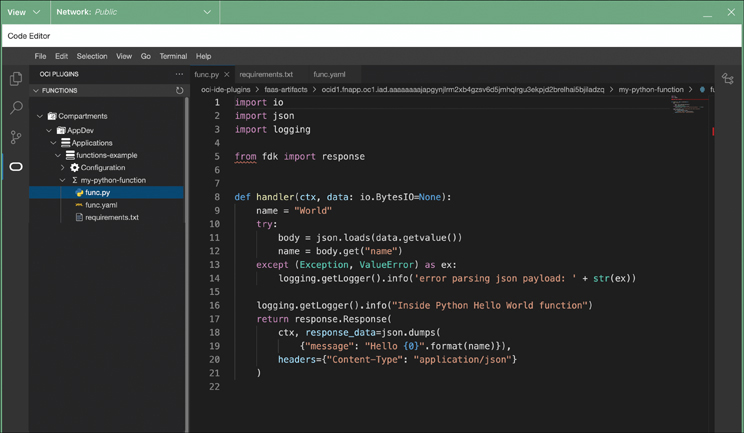 View
Network: Public
Code Editor
File Edit Selection View Go Terminal Help
OCI PLUGINS
FUNCTIONS
Compartments
AppDev
Applications
functions-example
Configuration
my-python-function
func.py
func.yaml
requirements.txt
func.py requirements.txt func.yaml
oci-ide-plugins > faas-artifacts > > my-python-function >
1 import io
2 import json
3 import logging
4
5 from fdk import response
6
7
8 def handler(ctx, data: io.BytesIO=None):
9 name = "World"
10 try:
11 body = json.loads(data.getvalue())
12 name = body.get("name")
13 except (Exception, ValueError) as ex:
14 logging.getLogger().info('error parsing json payload: ' + str(ex))
15
16 logging.getLogger().info("Inside Python Hello World function")
17 return response.Response(
18 ctx, response_data=json.dumps(
19 {"message": "Hello {0}".format(name)}),
20 headers={"Content-Type": "application/json"}
21 )
22